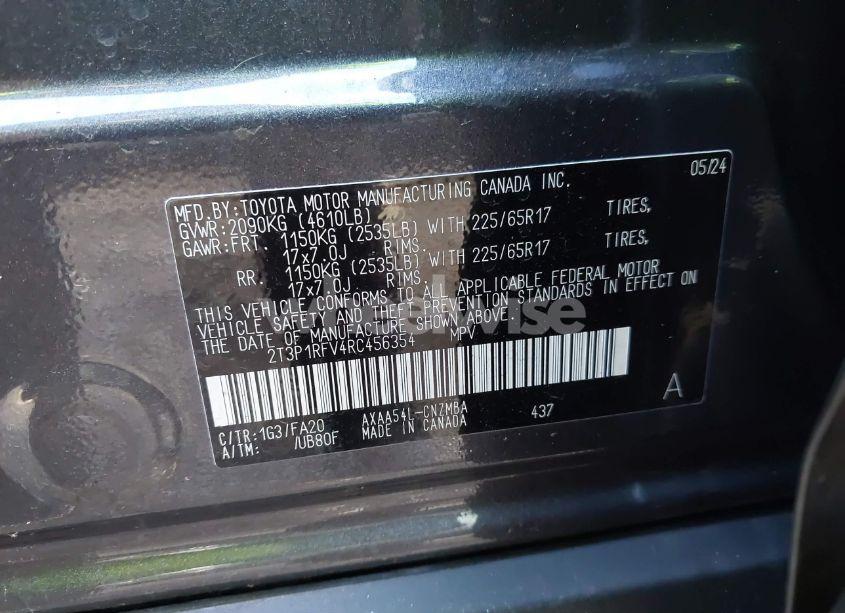 05/24
MFD.BY:TOYOTA MOTOR MANUFACTURING CANADA INC.
GVWR:2090KG (4610LB)
GAWR:FRT. 1150KG (2535LB) WITH 225/65R17 TIRES,
17x7.0J RIMS.
RR. 1150KG (2535LB) WITH 225/65R17 TIRES,
17x7.0J RIMS.
THIS VEHICLE CONFORMS TO ALL APPLICABLE FEDERAL MOTOR
VEHICLE SAFETY AND THEFT PREVENTION STANDARDS IN EFFECT ON
THE DATE OF MANUFACTURE SHOWN ABOVE.
2T3P1RFV4RC456354 MPV
A
C/TR:1G3/FA20 AXAA54L-CNZMBA 437
A/TM: /UB80F MADE IN CANADA